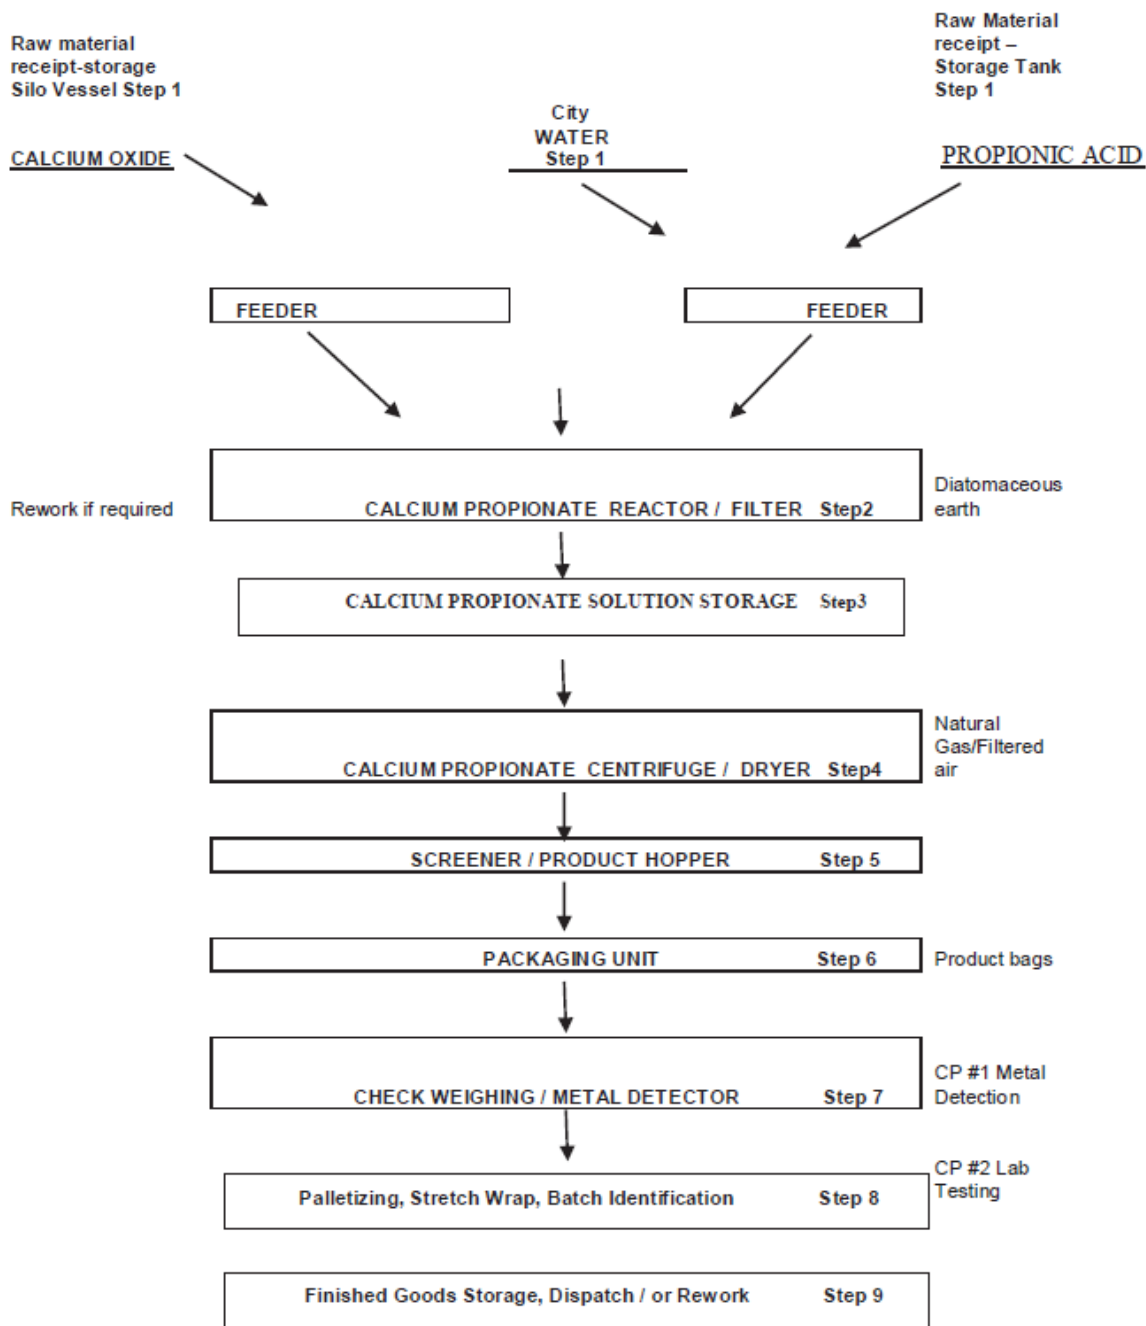 Raw material
receipt-storage
Silo Vessel Step 1
Raw Material
receipt –
Storage Tank
Step 1
City
WATER
Step 1
CALCIUM OXIDE
PROPIONIC ACID
FEEDER
FEEDER
Rework if required
CALCIUM PROPIONATE REACTOR / FILTER Step2
Diatomaceous
earth
CALCIUM PROPIONATE SOLUTION STORAGE Step3
CALCIUM PROPIONATE CENTRIFUGE / DRYER Step4
Natural
Gas/Filtered
air
SCREENER / PRODUCT HOPPER Step 5
PACKAGING UNIT Step 6
Product bags
CHECK WEIGHING / METAL DETECTOR Step 7
CP #1 Metal
Detection
CP #2 Lab
Testing
Palletizing, Stretch Wrap, Batch Identification Step 8
Finished Goods Storage, Dispatch / or Rework Step 9